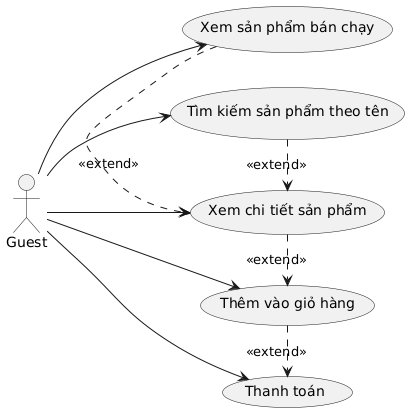 Xem sản phẩm bán chạy
Tìm kiếm sản phẩm theo tên
«extend»
«extend»
Xem chi tiết sản phẩm
Guest
«extend»
Thêm vào giỏ hàng
«extend»
Thanh toán